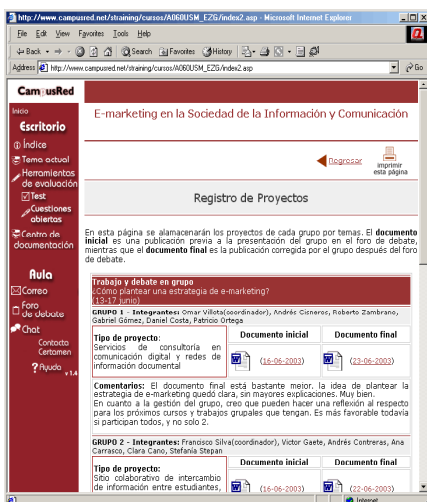 http://www.campusred.net/straining/cursos/A060USM_EZG/index2.asp - Microsoft Internet Explorer
File Edit View Favorites Tools Help
Back Search Favorites History
Address http://www.campusred.net/straining/cursos/A060USM_EZG/index2.asp Go
CampusRed
Inicio
Escritorio
Índice
Tema actual
Herramientas
de evaluación
Test
Cuestiones
abiertas
Centro de
documentación
Aula
Correo
Foro
de debate
Chat
Contacto
Certamen
Ayuda v 1.4
E-marketing en la Sociedad de la Información y Comunicación
Regresar
imprimir
esta página
Registro de Proyectos
En esta página se alamacenarán los proyectos de cada grupo por temas. El documento
inicial es una publicación previa a la presentación del grupo en el foro de debate,
mientras que el documento final es la publicación corregida por el grupo después del foro
de debate.
Trabajo y debate en grupo
¿Cómo plantear una estrategia de e-marketing?
(13-17 junio)
GRUPO 1 - Integrantes: Omar Villota(coordinador), Andrés Cisneros, Roberto Zambrano,
Gabriel Gómez, Daniel Costa, Patricio Ortega
Tipo de proyecto:
Servicios de consultoría en
comunicación digital y redes de
información documental
Documento inicial Documento final
(16-06-2003) (23-06-2003)
Comentarios: El documento final está bastante mejor, la idea de plantear la
estrategia de e-marketing quedó clara, sin mayores explicaciones. Muy bien.
En cuanto a la gestión del grupo, creo que pueden hacer una reflexión al respecto
para los próximos cursos y trabajos grupales que tengan. Es más favorable todavía
si participan todos, y no solo 2.
GRUPO 2 - Integrantes: Francisco Silva(coordinador), Victor Gaete, Andrés Contreras, Ana
Carrasco, Clara Cano, Stefanía Stepan
Tipo de proyecto:
Sitio colaborativo de intercambio
de información entre estudiantes,
Documento inicial Documento final
(16-06-2003) (22-06-2003)
Internet